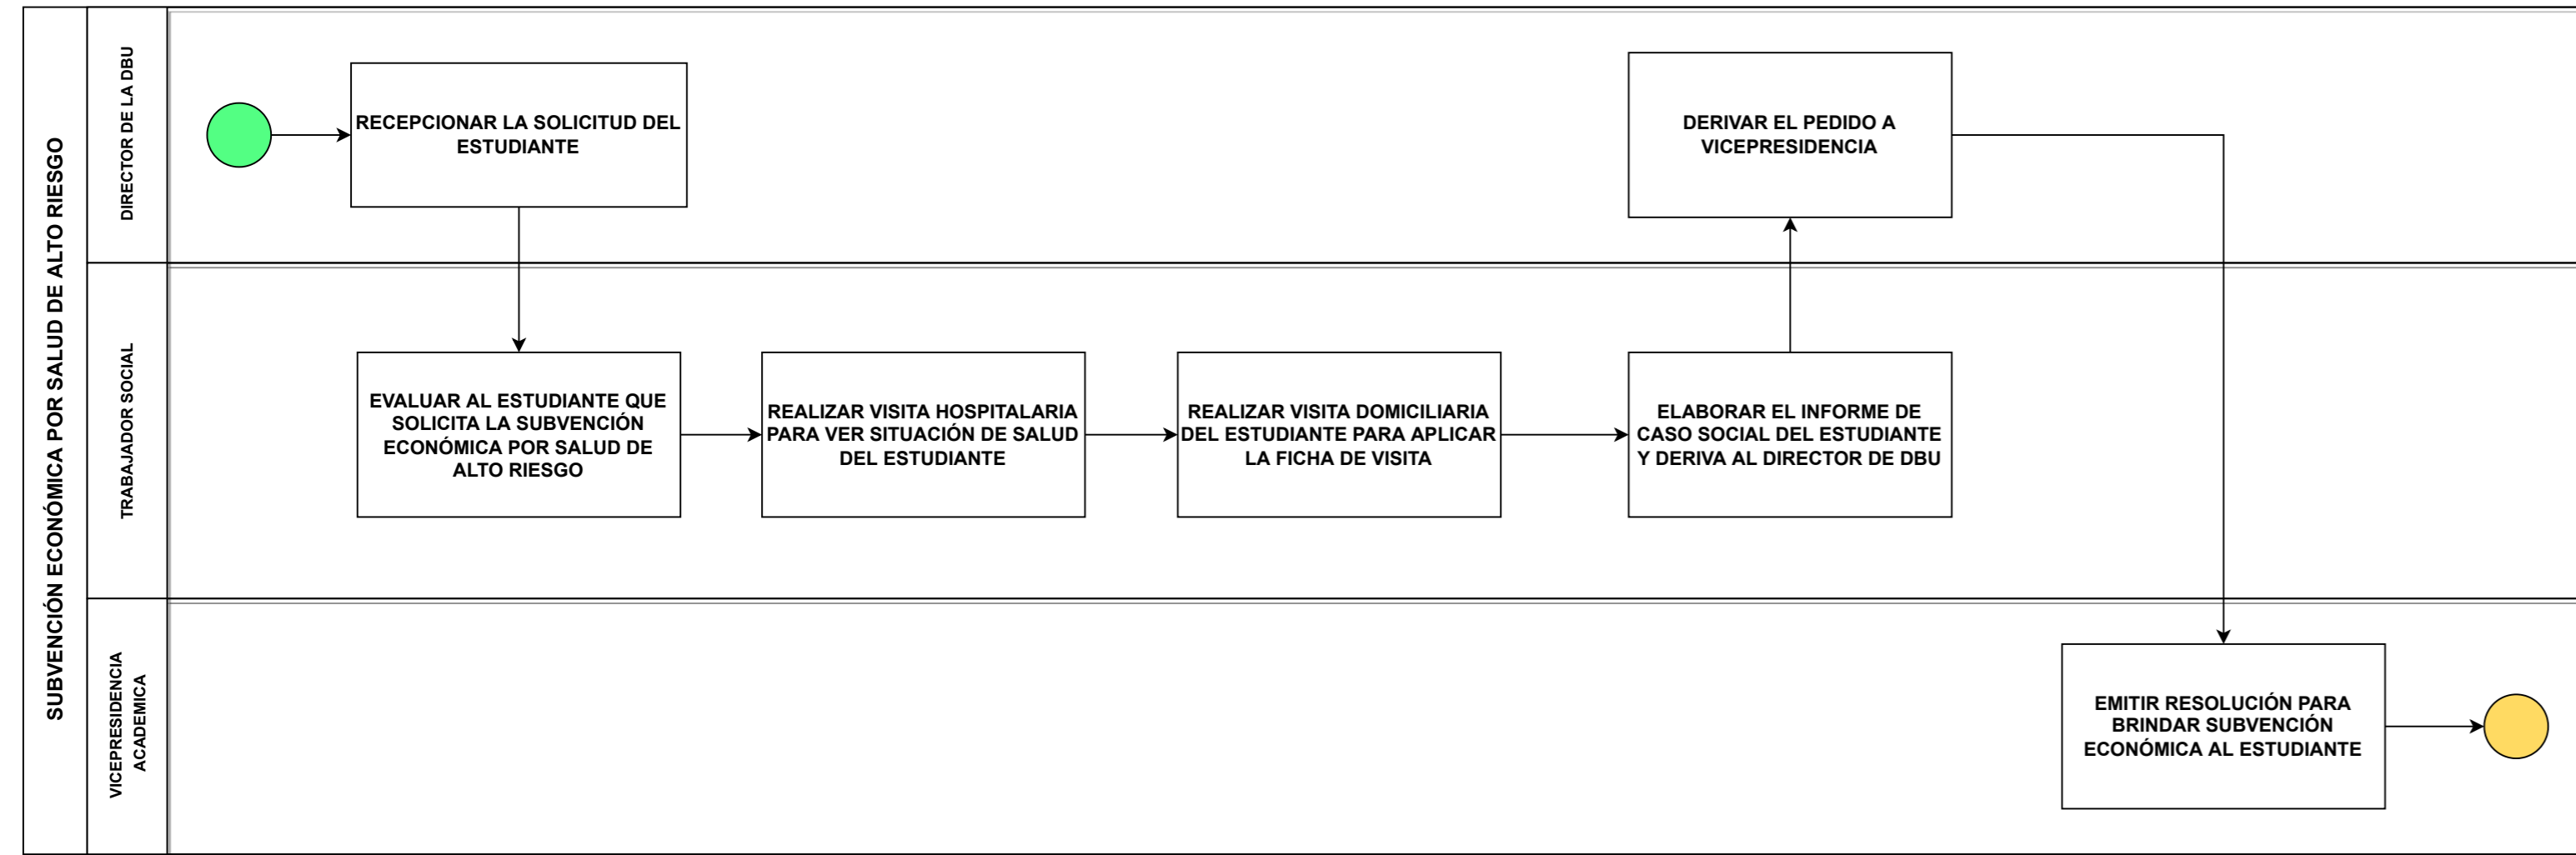 SUBVENCIÓN ECONÓMICA POR SALUD DE ALTO RIESGO
DIRECTOR DE LA DBU
RECEPCIONAR LA SOLICITUD DEL
ESTUDIANTE
DERIVAR EL PEDIDO A
VICEPRESIDENCIA
TRABAJADOR SOCIAL
EVALUAR AL ESTUDIANTE QUE
SOLICITA LA SUBVENCIÓN
ECONÓMICA POR SALUD DE
ALTO RIESGO
REALIZAR VISITA HOSPITALARIA
PARA VER SITUACIÓN DE SALUD
DEL ESTUDIANTE
REALIZAR VISITA DOMICILIARIA
DEL ESTUDIANTE PARA APLICAR
LA FICHA DE VISITA
ELABORAR EL INFORME DE
CASO SOCIAL DEL ESTUDIANTE
Y DERIVA AL DIRECTOR DE DBU
VICEPRESIDENCIA
ACADEMICA
EMITIR RESOLUCIÓN PARA
BRINDAR SUBVENCIÓN
ECONÓMICA AL ESTUDIANTE